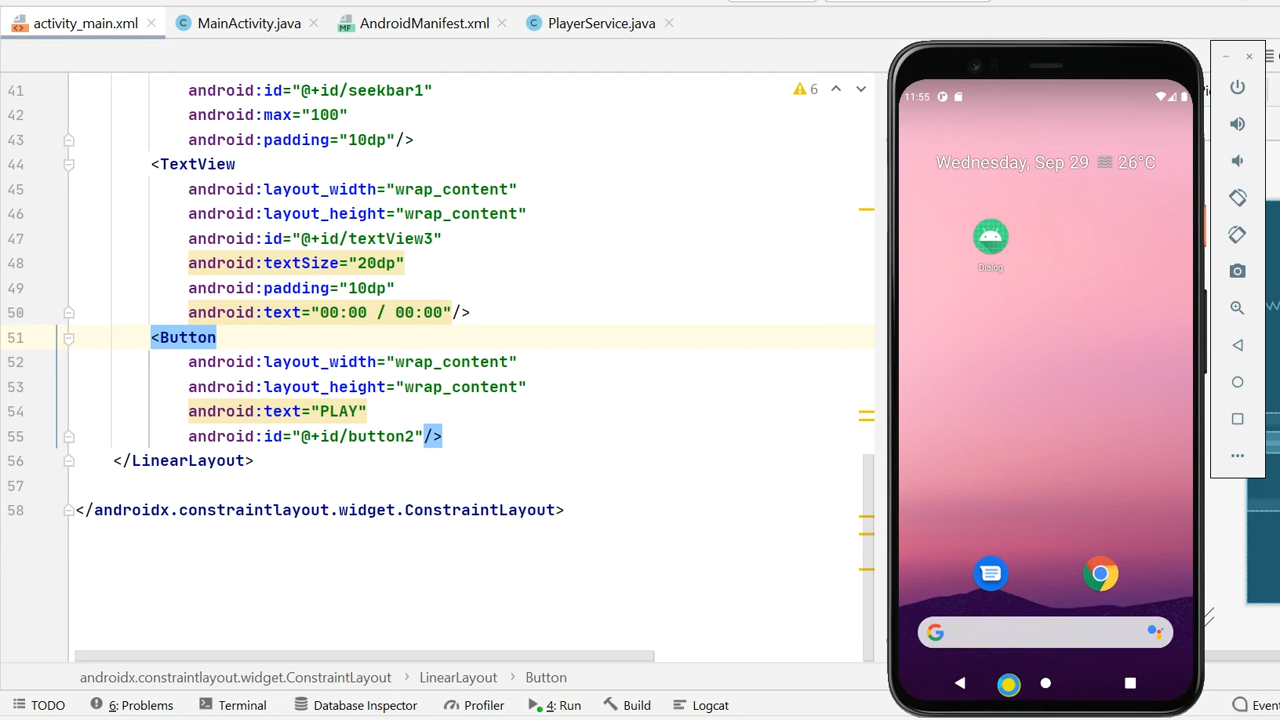 activity_main.xml
MainActivity.java
MF
AndroidManifest.xml
PlayerService.java
6
41 android:id="@+id/seekbar1"
42 android:max="100"
43 android:padding="10dp"/>
44 <TextView
45 android:layout_width="wrap_content"
46 android:layout_height="wrap_content"
47 android:id="@+id/textView3"
48 android:textSize="20dp"
49 android:padding="10dp"
50 android:text="00:00 / 00:00"/>
51 <Button
52 android:layout_width="wrap_content"
53 android:layout_height="wrap_content"
54 android:text="PLAY"
55 android:id="@+id/button2"/>
56 </LinearLayout>
57
58 </androidx.constraintlayout.widget.ConstraintLayout>
androidx.constraintlayout.widget.ConstraintLayout › LinearLayout › Button
TODO
6: Problems
Terminal
Database Inspector
Profiler
4: Run
Build
Logcat
Even
11:55
Wednesday, Sep 29
26°C
Dialog